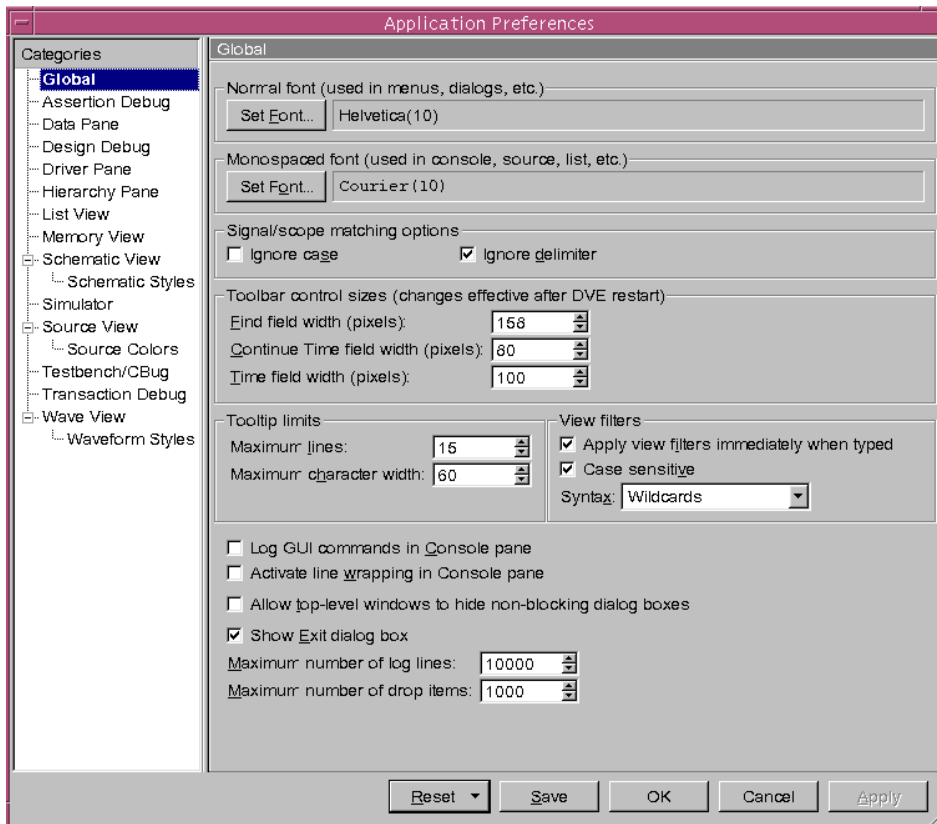 Application Preferences
Categories
Global
Assertion Debug
Data Pane
Design Debug
Driver Pane
Hierarchy Pane
List View
Memory View
Schematic View
Schematic Styles
Simulator
Source View
Source Colors
Testbench/CBug
Transaction Debug
Wave View
Waveform Styles
Global
Normal font (used in menus, dialogs, etc.)
Set Font... Helvetica(10)
Monospaced font (used in console, source, list, etc.)
Set Font... Courier(10)
Signal/scope matching options
Ignore case Ignore delimiter
Toolbar control sizes (changes effective after DVE restart)
Find field width (pixels): 158
Continue Time field width (pixels): 80
Time field width (pixels): 100
Tooltip limits
Maximum lines: 15
Maximum character width: 60
View filters
Apply view filters immediately when typed
Case sensitive
Syntax: Wildcards
Log GUI commands in Console pane
Activate line wrapping in Console pane
Allow top-level windows to hide non-blocking dialog boxes
Show Exit dialog box
Maximum number of log lines: 10000
Maximum number of drop items: 1000
Reset Save OK Cancel Apply